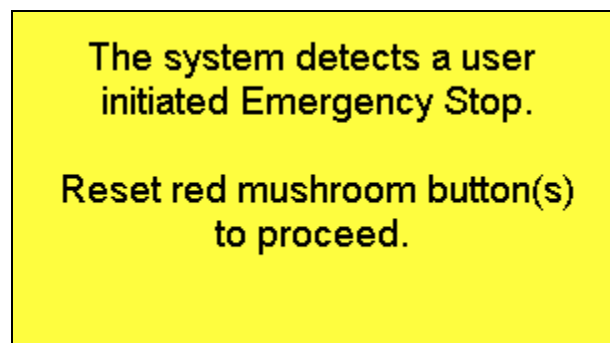 The system detects a user
initiated Emergency Stop.
Reset red mushroom button(s)
to proceed.